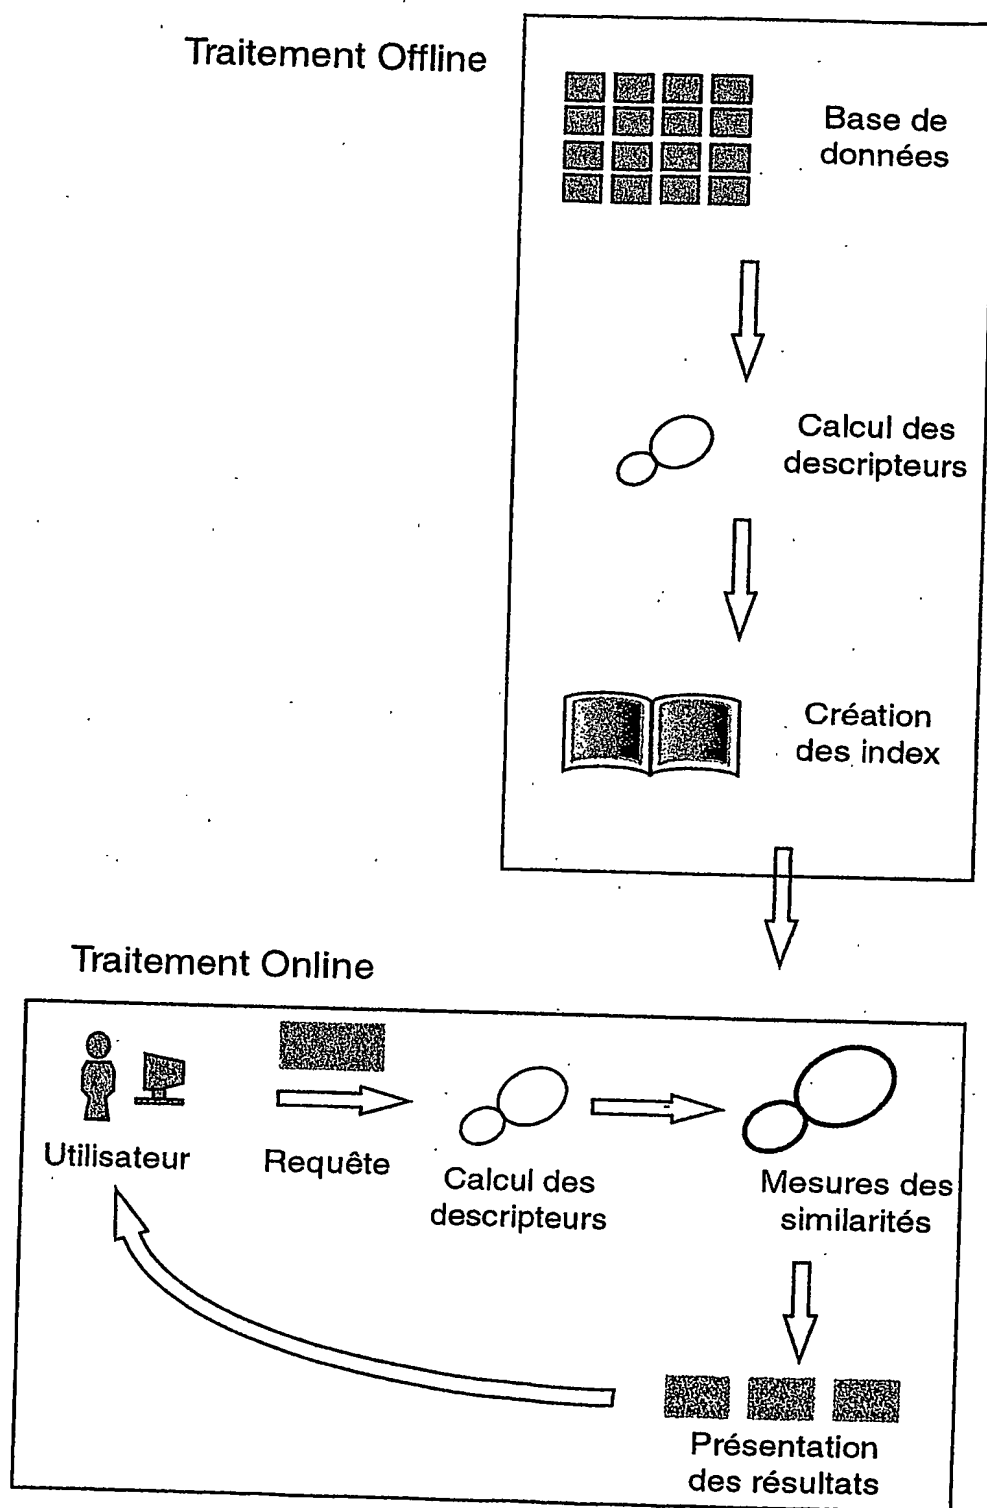 Traitement Offline
Base de
données
Calcul des
descripteurs
Création
des index
Traitement Online
Utilisateur
Requête
Calcul des
descripteurs
Mesures des
similarités
Présentation
des résultats